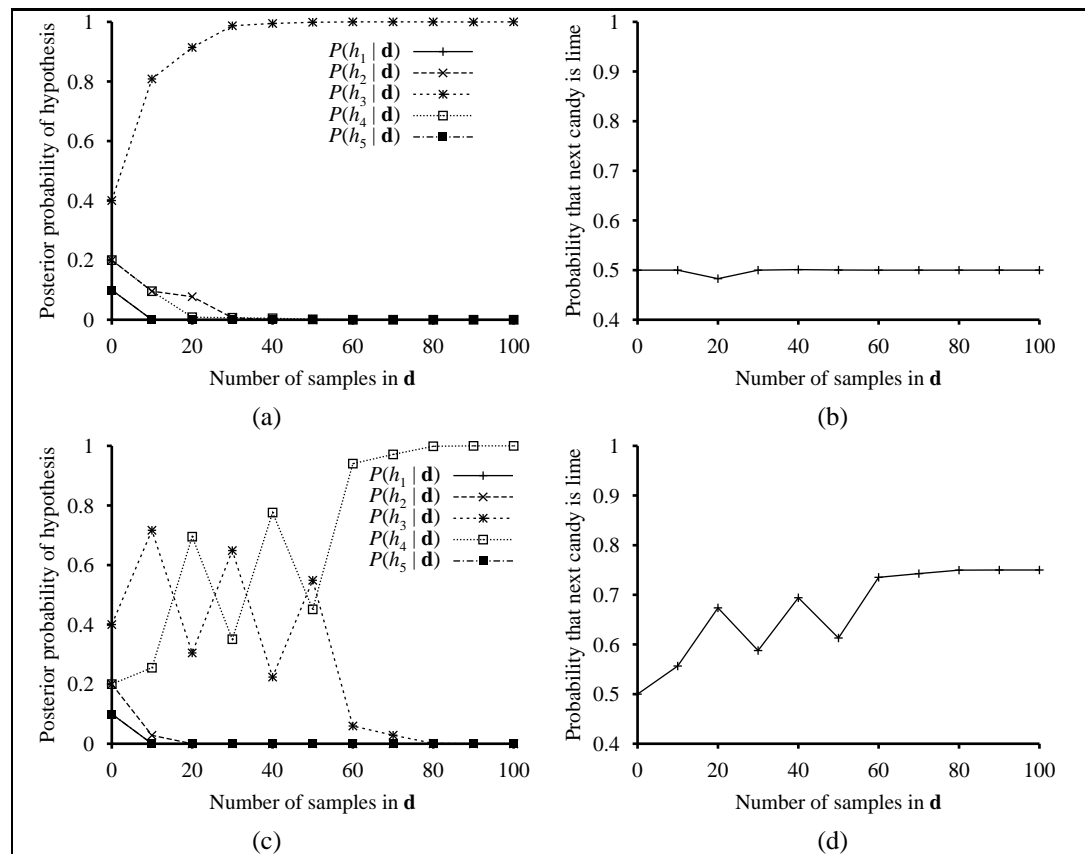 Posterior probability of hypothesis
1
0.8
0.6
0.4
0.2
0
P(h1 | d)
P(h2 | d)
P(h3 | d)
P(h4 | d)
P(h5 | d)
0 20 40 60 80 100
Number of samples in d
(a)
Probability that next candy is lime
1
0.9
0.8
0.7
0.6
0.5
0.4
0 20 40 60 80 100
Number of samples in d
(b)
Posterior probability of hypothesis
1
0.8
0.6
0.4
0.2
0
P(h1 | d)
P(h2 | d)
P(h3 | d)
P(h4 | d)
P(h5 | d)
0 20 40 60 80 100
Number of samples in d
(c)
Probability that next candy is lime
1
0.9
0.8
0.7
0.6
0.5
0.4
0 20 40 60 80 100
Number of samples in d
(d)